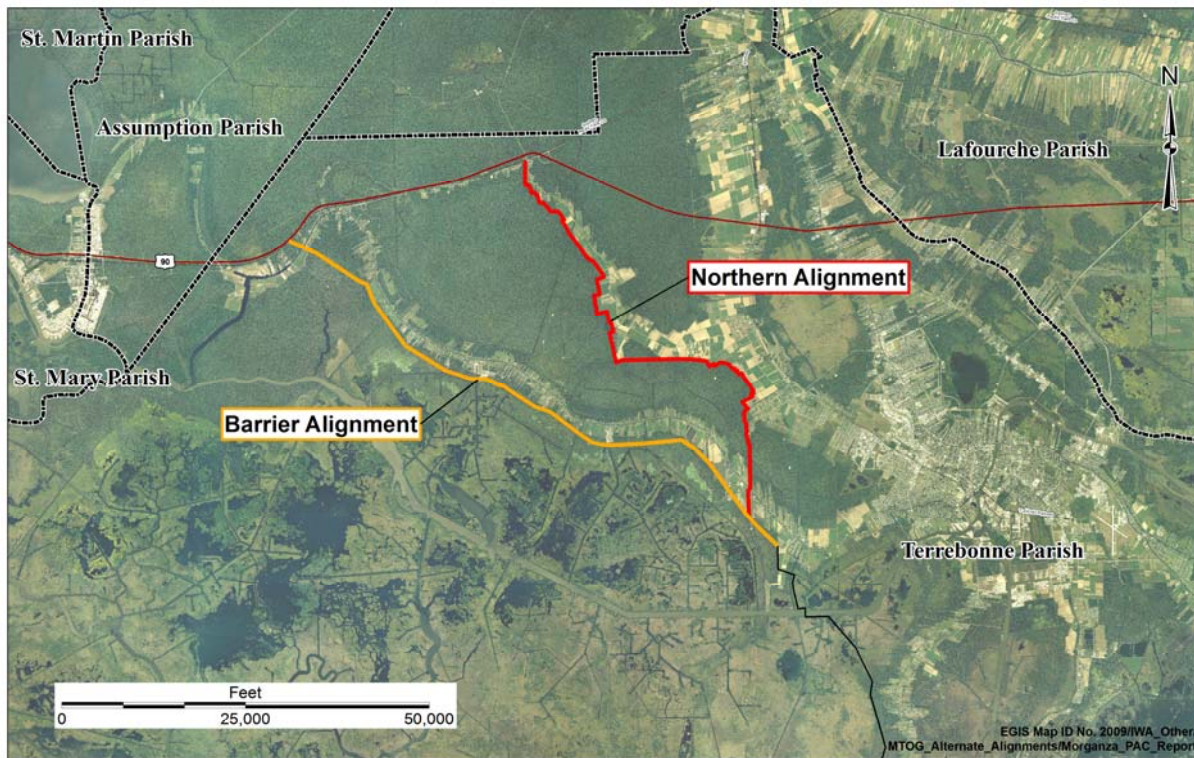 St. Martin Parish
N
Assumption Parish
Lafourche Parish
90
Northern Alignment
St. Mary Parish
Barrier Alignment
Terrebonne Parish
Feet
0 25,000 50,000
EGIS Map ID No. 2009/IWA_Other
MTOG_Alternate_Alignments/Morganza_PAC_Report